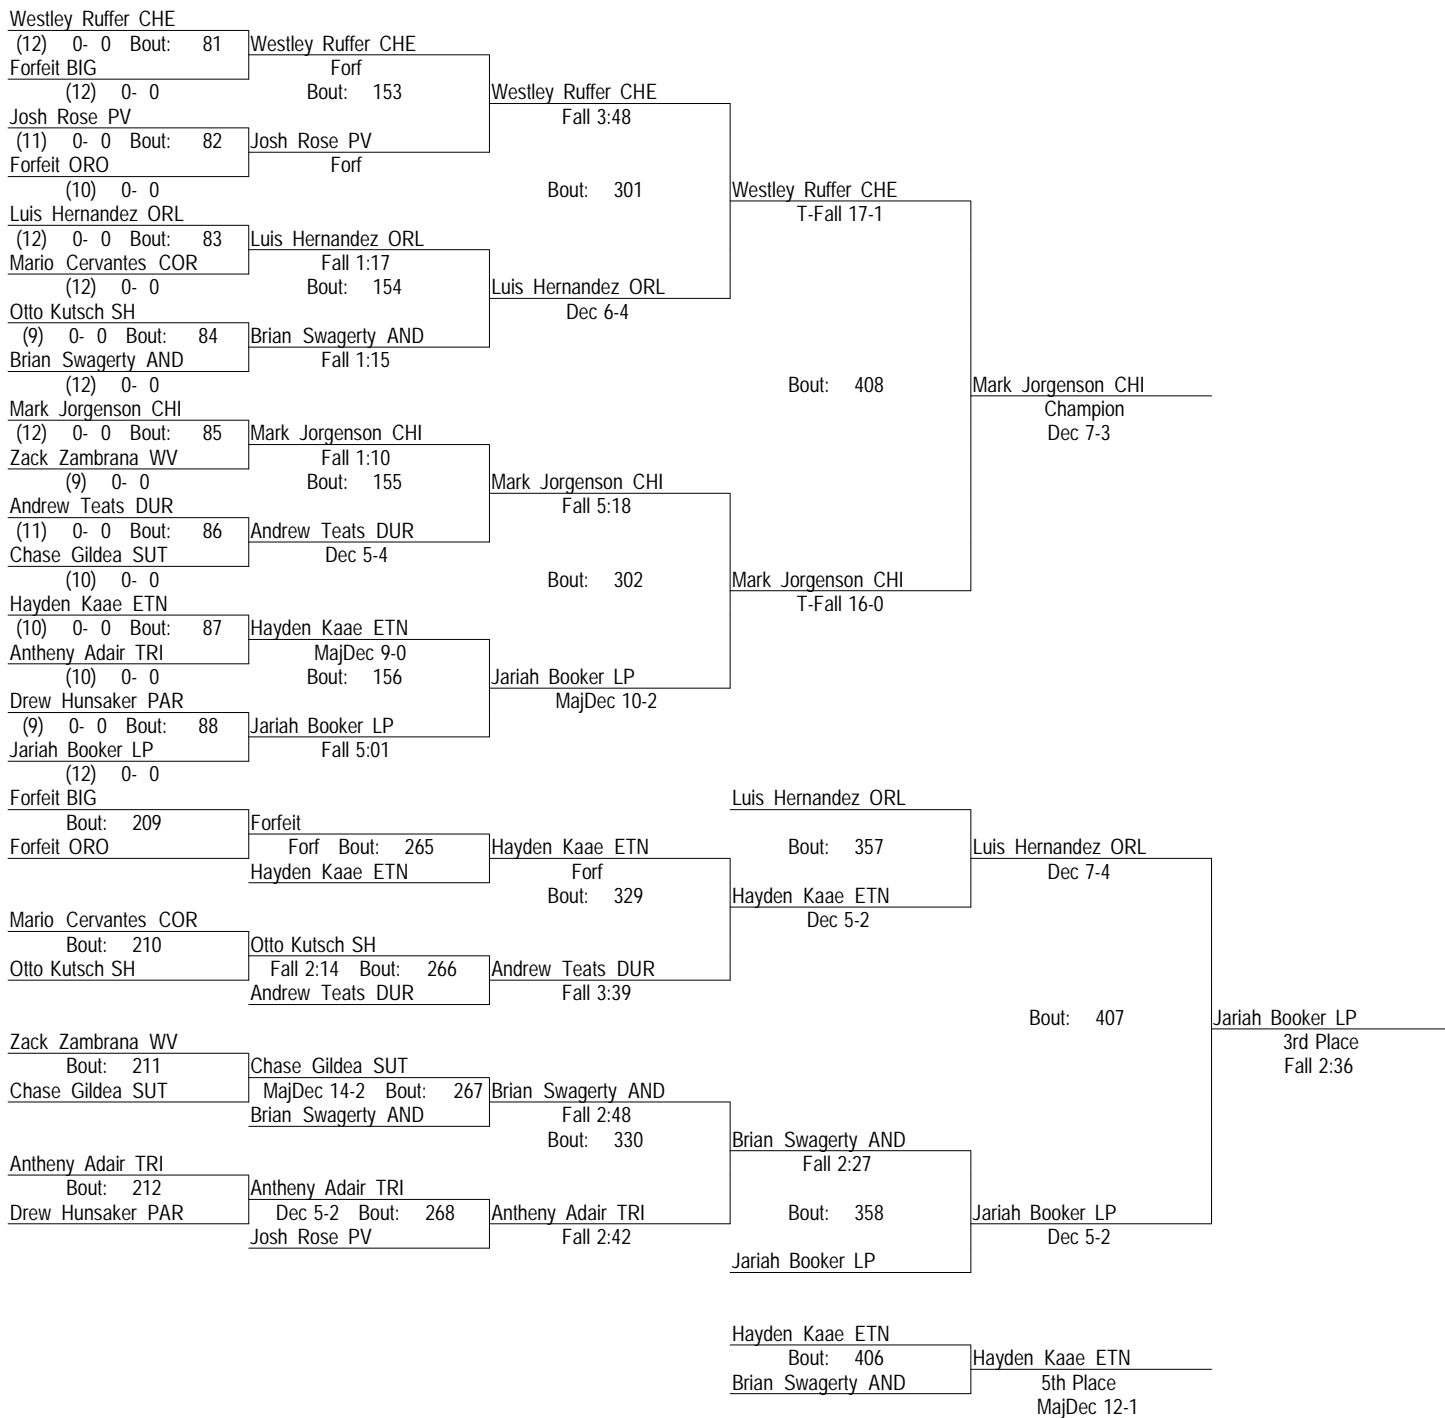 Westley Ruffer CHE
(12) 0- 0 Bout: 81 Westley Ruffer CHE
Forfeit BIG Forf
(12) 0- 0 Bout: 153 Westley Ruffer CHE
Josh Rose PV Fall 3:48
(11) 0- 0 Bout: 82 Josh Rose PV
Forfeit ORO Forf
(10) 0- 0 Bout: 301 Westley Ruffer CHE
Luis Hernandez ORL T-Fall 17-1
(12) 0- 0 Bout: 83 Luis Hernandez ORL
Mario Cervantes COR Fall 1:17
(12) 0- 0 Bout: 154 Luis Hernandez ORL
Otto Kutsch SH Dec 6-4
(9) 0- 0 Bout: 84 Brian Swagerty AND
Brian Swagerty AND Fall 1:15
(12) 0- 0 Bout: 408 Mark Jorgenson CHI
Mark Jorgenson CHI Champion
(12) 0- 0 Bout: 85 Mark Jorgenson CHI Dec 7-3
Zack Zambrana WV Fall 1:10
(9) 0- 0 Bout: 155 Mark Jorgenson CHI
Andrew Teats DUR Fall 5:18
(11) 0- 0 Bout: 86 Andrew Teats DUR
Chase Gildea SUT Dec 5-4
(10) 0- 0 Bout: 302 Mark Jorgenson CHI
Hayden Kaae ETN T-Fall 16-0
(10) 0- 0 Bout: 87 Hayden Kaae ETN
Antheny Adair TRI MajDec 9-0
(10) 0- 0 Bout: 156 Jariah Booker LP
Drew Hunsaker PAR MajDec 10-2
(9) 0- 0 Bout: 88 Jariah Booker LP
Jariah Booker LP Fall 5:01
(12) 0- 0
Forfeit BIG Luis Hernandez ORL
Bout: 209 Forfeit
Forfeit ORO Forf Bout: 265 Hayden Kaae ETN Bout: 357 Luis Hernandez ORL
Hayden Kaae ETN Forf Dec 7-4
Bout: 329 Hayden Kaae ETN
Mario Cervantes COR Dec 5-2
Bout: 210 Otto Kutsch SH
Otto Kutsch SH Fall 2:14 Bout: 266 Andrew Teats DUR
Andrew Teats DUR Fall 3:39
Bout: 407 Jariah Booker LP
Zack Zambrana WV 3rd Place
Bout: 211 Chase Gildea SUT Fall 2:36
Chase Gildea SUT MajDec 14-2 Bout: 267 Brian Swagerty AND
Brian Swagerty AND Fall 2:48
Bout: 330 Brian Swagerty AND
Antheny Adair TRI Fall 2:27
Bout: 212 Antheny Adair TRI
Drew Hunsaker PAR Dec 5-2 Bout: 268 Antheny Adair TRI Bout: 358 Jariah Booker LP
Josh Rose PV Fall 2:42 Dec 5-2
Jariah Booker LP
Hayden Kaae ETN
Bout: 406 Hayden Kaae ETN
Brian Swagerty AND 5th Place
MajDec 12-1